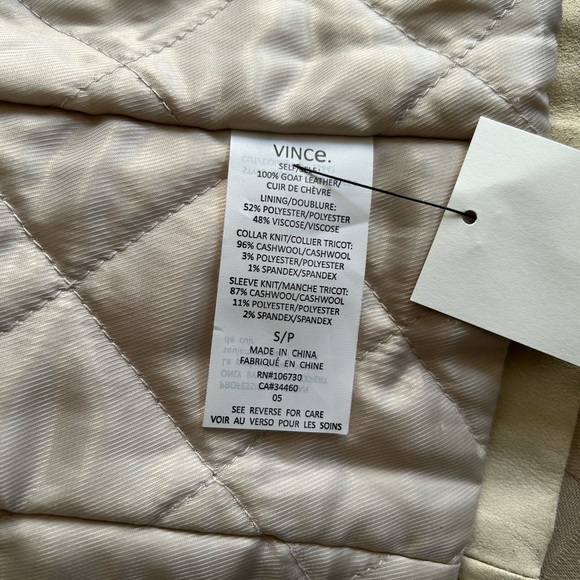 VINCE.
SELF/SELF:
100% GOAT LEATHER/
CUIR DE CHÈVRE
LINING/DOUBLURE:
52% POLYESTER/POLYESTER
48% VISCOSE/VISCOSE
COLLAR KNIT/COLLIER TRICOT:
96% CASHWOOL/CASHWOOL
3% POLYESTER/POLYESTER
1% SPANDEX/SPANDEX
SLEEVE KNIT/MANCHE TRICOT:
87% CASHWOOL/CASHWOOL
11% POLYESTER/POLYESTER
2% SPANDEX/SPANDEX
S/P
MADE IN CHINA
FABRIQUÉ EN CHINE
RN#106730
CA#34460
05
SEE REVERSE FOR CARE
VOIR AU VERSO POUR LES SOINS